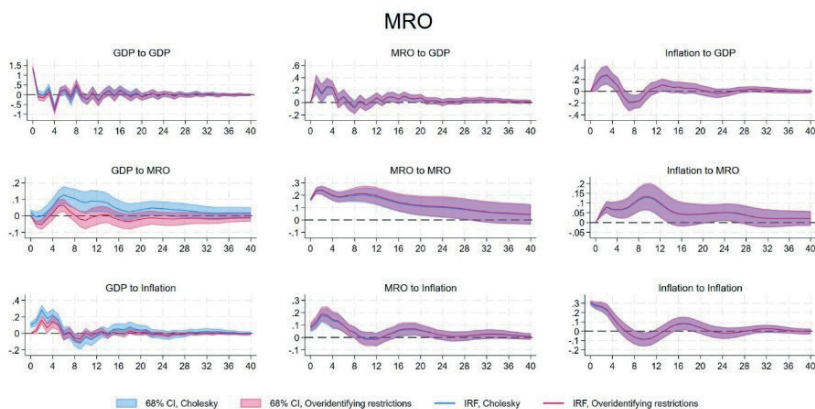 MRO
GDP to GDP
MRO to GDP
Inflation to GDP
1.5
1
.5
0
-0.5
-1
0 4 8 12 16 20 24 28 32 36 40
.6
.4
.2
0
-.2
0 4 8 12 16 20 24 28 32 36 40
.4
.2
0
-.2
-.4
0 4 8 12 16 20 24 28 32 36 40
GDP to MRO
MRO to MRO
Inflation to MRO
.2
.1
0
-.1
0 4 8 12 16 20 24 28 32 36 40
.3
.2
.1
0
-.1
0 4 8 12 16 20 24 28 32 36 40
.2
.15
.1
.05
0
-.05
0 4 8 12 16 20 24 28 32 36 40
GDP to Inflation
MRO to Inflation
Inflation to Inflation
.4
.2
0
-.2
0 4 8 12 16 20 24 28 32 36 40
.3
.2
.1
0
-.1
0 4 8 12 16 20 24 28 32 36 40
.3
.2
.1
0
-.1
0 4 8 12 16 20 24 28 32 36 40
68% CI, Cholesky 68% CI, Overidentifying restrictions IRF, Cholesky IRF, Overidentifying restrictions